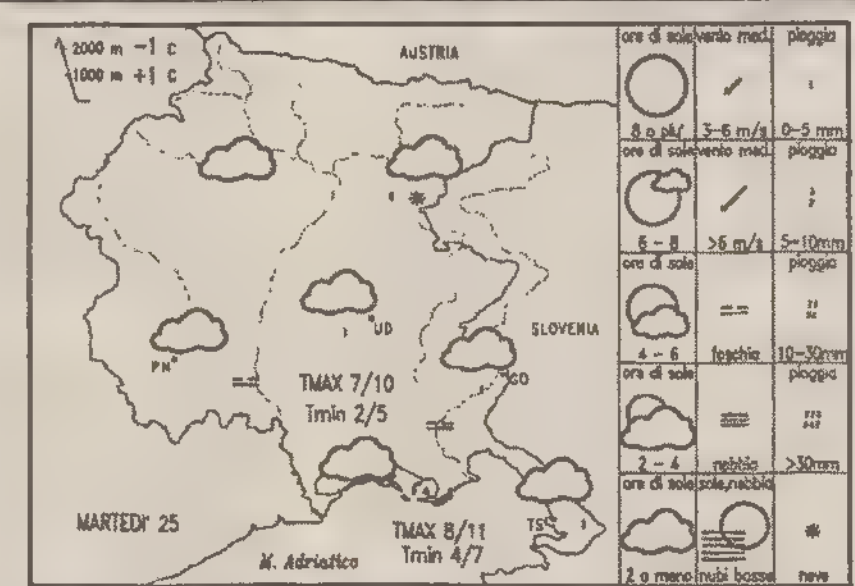 2000 m -1 C
1000 m +1 C
AUSTRIA
SLOVENIA
UD
PN
GO
TS
TMAX 7/10
Tmin 2/5
TMAX 8/11
Tmin 4/7
MARTEDI' 25
M. Adriatico
ore di sole vento med. pioggia
8 o più 3-6 m/s 0-5 mm
ore di sole vento med. pioggia
6 - 8 >6 m/s 5-10mm
ore di sole pioggia
4 - 6 foschia 10-30mm
ore di sole pioggia
2 - 4 nebbia >30mm
ore di sole sole,nebbia
2 o meno nubi basse neve